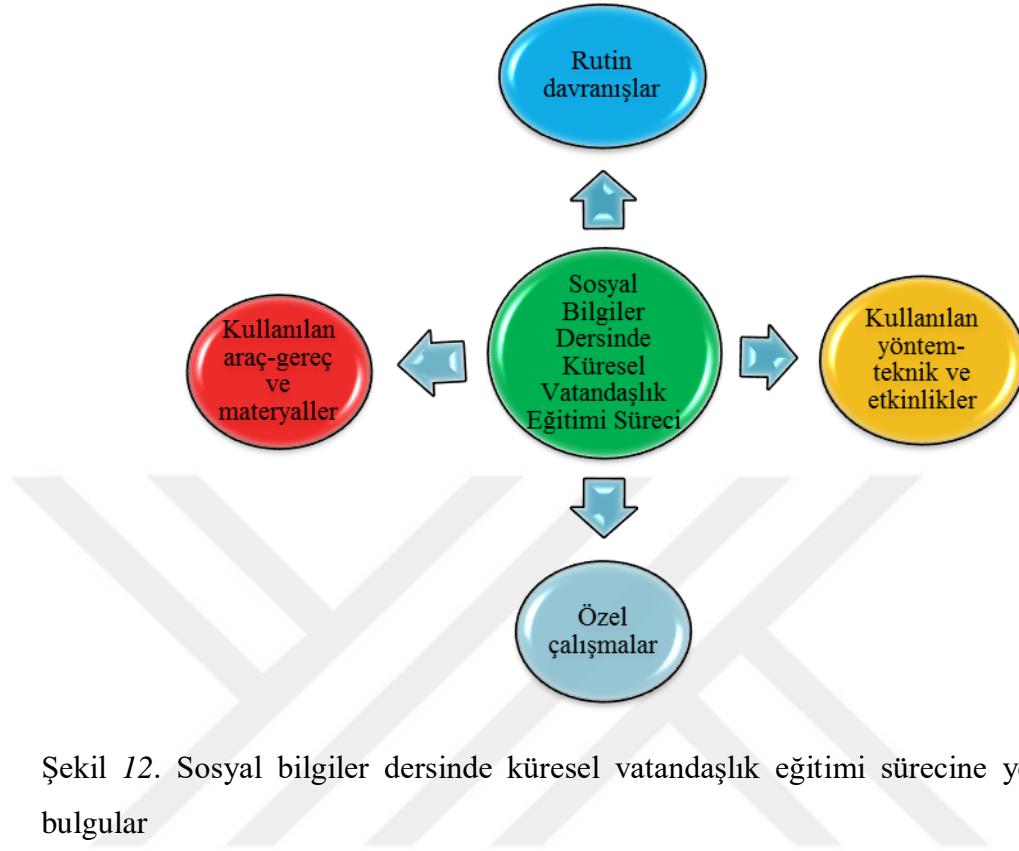 Rutin
davranışlar
Kullanılan
araç-gereç
ve
materyaller
Sosyal
Bilgiler
Dersinde
Küresel
Vatandaşlık
Eğitimi Süreci
Kullanılan
yöntem-
teknik ve
etkinlikler
Özel
çalışmalar
Şekil 12. Sosyal bilgiler dersinde küresel vatandaşlık eğitimi sürecine
bulgular